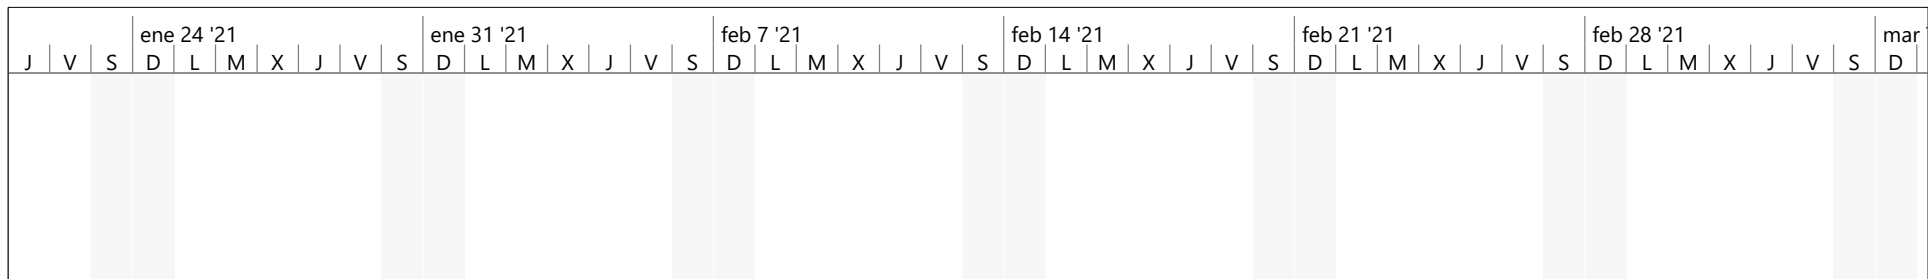 ene 24 '21 ene 31 '21 feb 7 '21 feb 14 '21 feb 21 '21 feb 28 '21 mar
J V S D L M X J V S D L M X J V S D L M X J V S D L M X J V S D L M X J V S D L M X J V S D